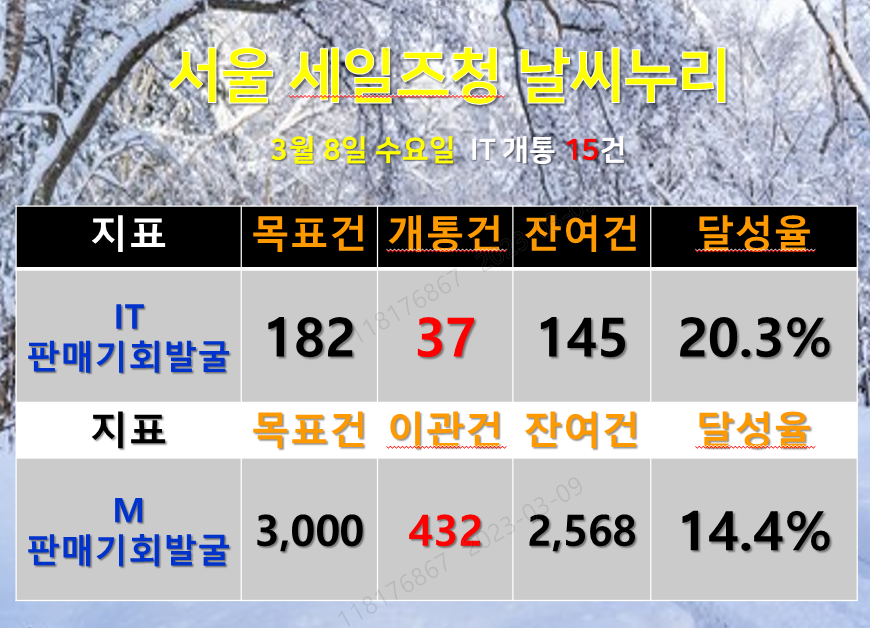 서울 세일즈청 날씨누리
3월 8일 수요일 IT 개통 15건
지표 목표건 개통건 잔여건 달성율
IT
판매기회발굴 182 37 145 20.3%
지표 목표건 이관건 잔여건 달성율
M
판매기회발굴 3,000 432 2,568 14.4%
118176867 2023-03-09
118176867 2023-03-09